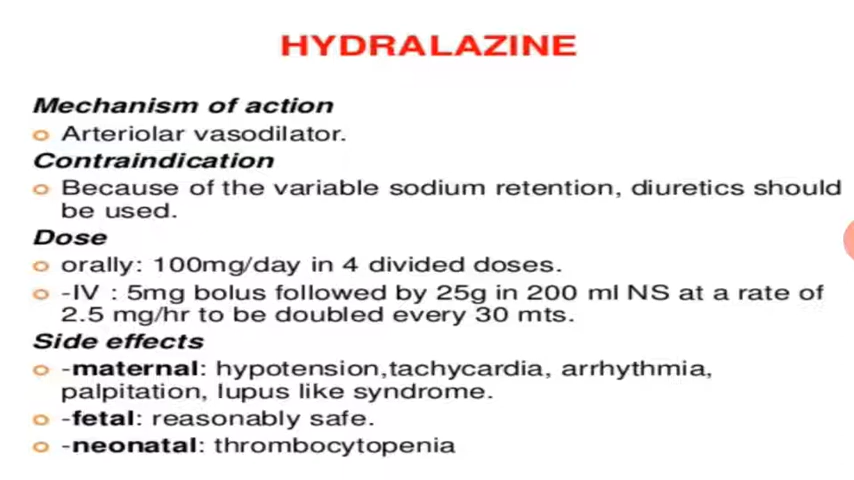 HYDRALAZINE
Mechanism of action
Arteriolar vasodilator.
Contraindication
Because of the variable sodium retention, diuretics should
be used.
Dose
orally: 100mg/day in 4 divided doses.
-IV : 5mg bolus followed by 25g in 200 ml NS at a rate of
2.5 mg/hr to be doubled every 30 mts.
Side effects
-maternal: hypotension,tachycardia, arrhythmia,
palpitation, lupus like syndrome.
-fetal: reasonably safe.
-neonatal: thrombocytopenia